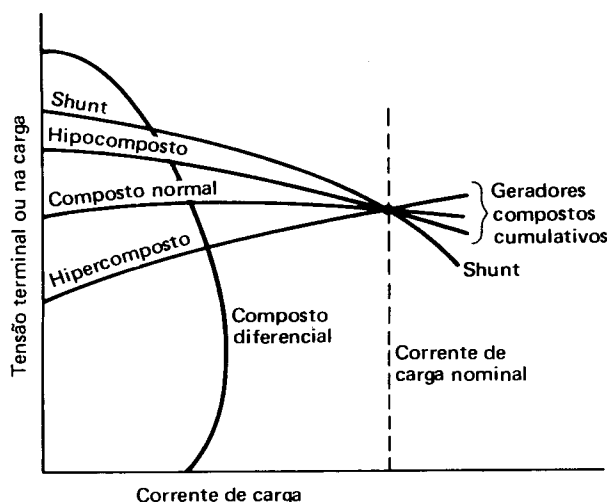 Tensão terminal ou na carga
Shunt
Hipocomposto
Composto normal
Hipercomposto
Composto
diferencial
Geradores
compostos
cumulativos
Shunt
Corrente de
carga nominal
Corrente de carga